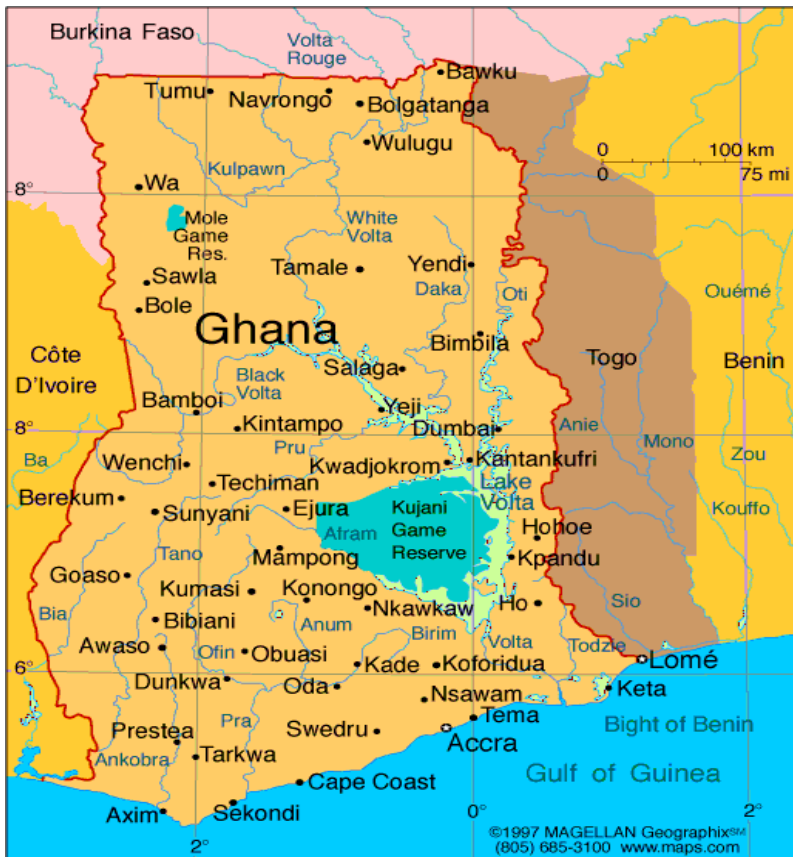 Burkina Faso
Volta
Rouge
Bawku
Tumu
Navrongo
Bolgatanga
Wulugu
0 100 km
0 75 mi
Kulpawn
8°
Wa
Mole
Game
Res.
White
Volta
Tamale
Yendi
Daka
Oti
Sawla
Bole
Ouémé
Ghana
Bimbila
Côte
D'Ivoire
Togo
Benin
Salaga
Black
Volta
Bamboi
Yeji
Kintampo
Dumbai
8°
Anie
Mono
Pru
Ba
Wenchi
Kwadjokrom
Kantankufri
Zou
Techiman
Lake
Volta
Berekum
Sunyani
Ejura
Kujani
Game
Reserve
Kouffo
Afram
Hohoe
Tano
Mampong
Kpandu
Goaso
Kumasi
Konongo
Nkawkaw
Ho
Sio
Bia
Bibiani
Anum
Birim
Volta
Todzie
Awaso
Ofin
Obuasi
Kade
Koforidua
Lomé
6°
Dunkwa
Oda
Nsawam
Keta
Pra
Tema
Bight of Benin
Prestea
Swedru
Accra
Ankobra
Tarkwa
Gulf of Guinea
Cape Coast
Axim
Sekondi
2°
0°
2°
©1997 MAGELLAN Geographix℠
(805) 685-3100 www.maps.com